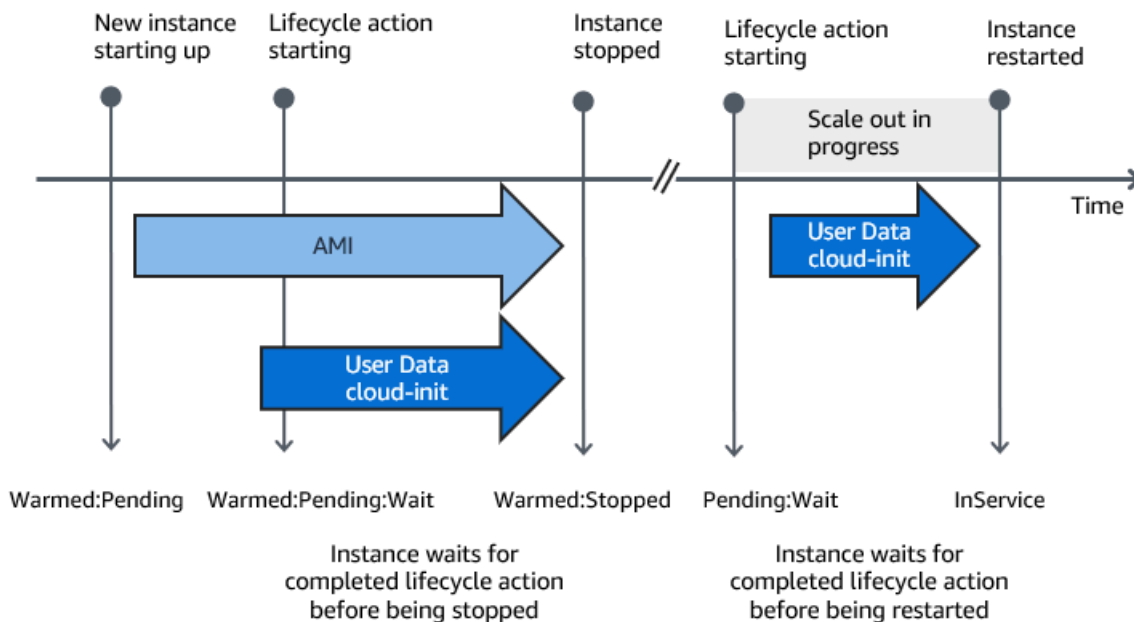 New instance
starting up
Lifecycle action
starting
Instance
stopped
Lifecycle action
starting
Instance
restarted
Scale out in
progress
Time
AMI
User Data
cloud-init
User Data
cloud-init
Warmed:Pending
Warmed:Pending:Wait
Warmed:Stopped
Pending:Wait
InService
Instance waits for
completed lifecycle action
before being stopped
Instance waits for
completed lifecycle action
before being restarted